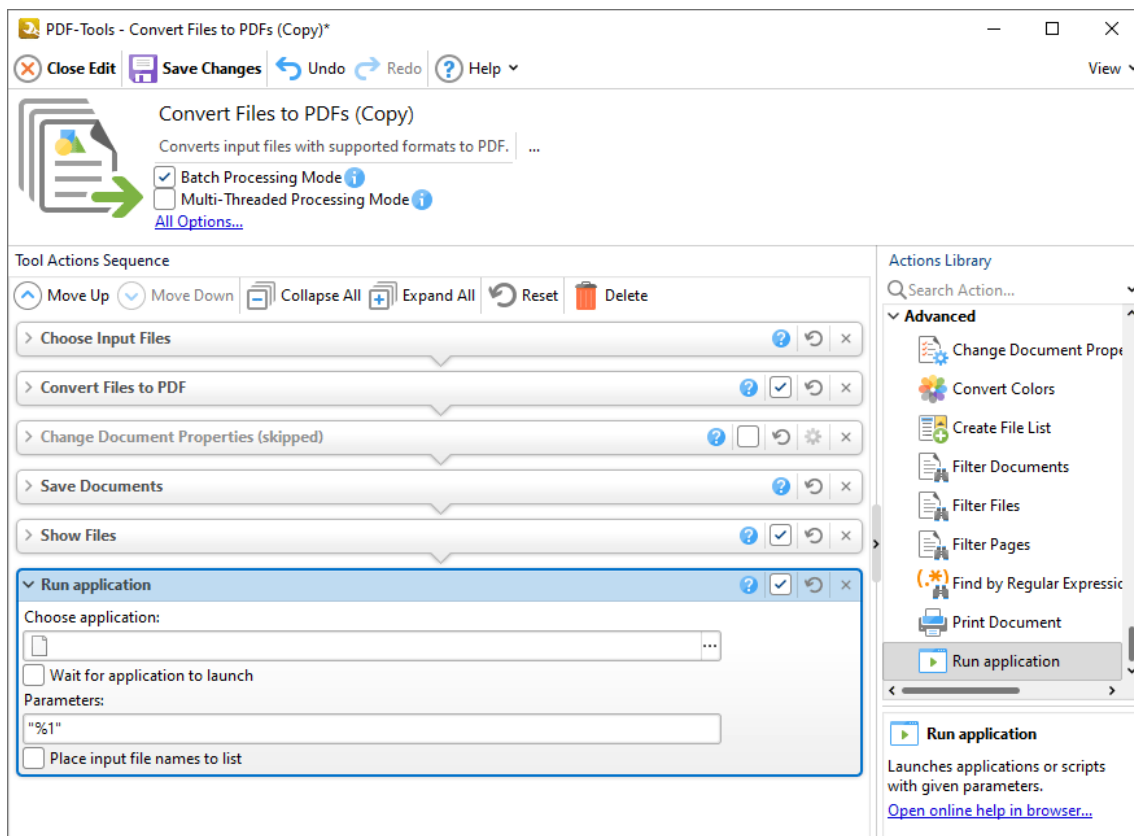 PDF-Tools - Convert Files to PDFs (Copy)*
Close Edit Save Changes Undo Redo ? Help View
Convert Files to PDFs (Copy)
Converts input files with supported formats to PDF. ...
Batch Processing Mode i
Multi-Threaded Processing Mode i
All Options...
Tool Actions Sequence
Move Up Move Down Collapse All Expand All Reset Delete
Choose Input Files ?
Convert Files to PDF ?
Change Document Properties (skipped) ?
Save Documents ?
Show Files ?
Run application ?
Choose application:
...
Wait for application to launch
Parameters:
"%1"
Place input file names to list
Actions Library
Search Action...
Advanced
Change Document Prope
Convert Colors
Create File List
Filter Documents
Filter Files
Filter Pages
(.*) Find by Regular Expressic
Print Document
Run application
Run application
Launches applications or scripts
with given parameters.
Open online help in browser...